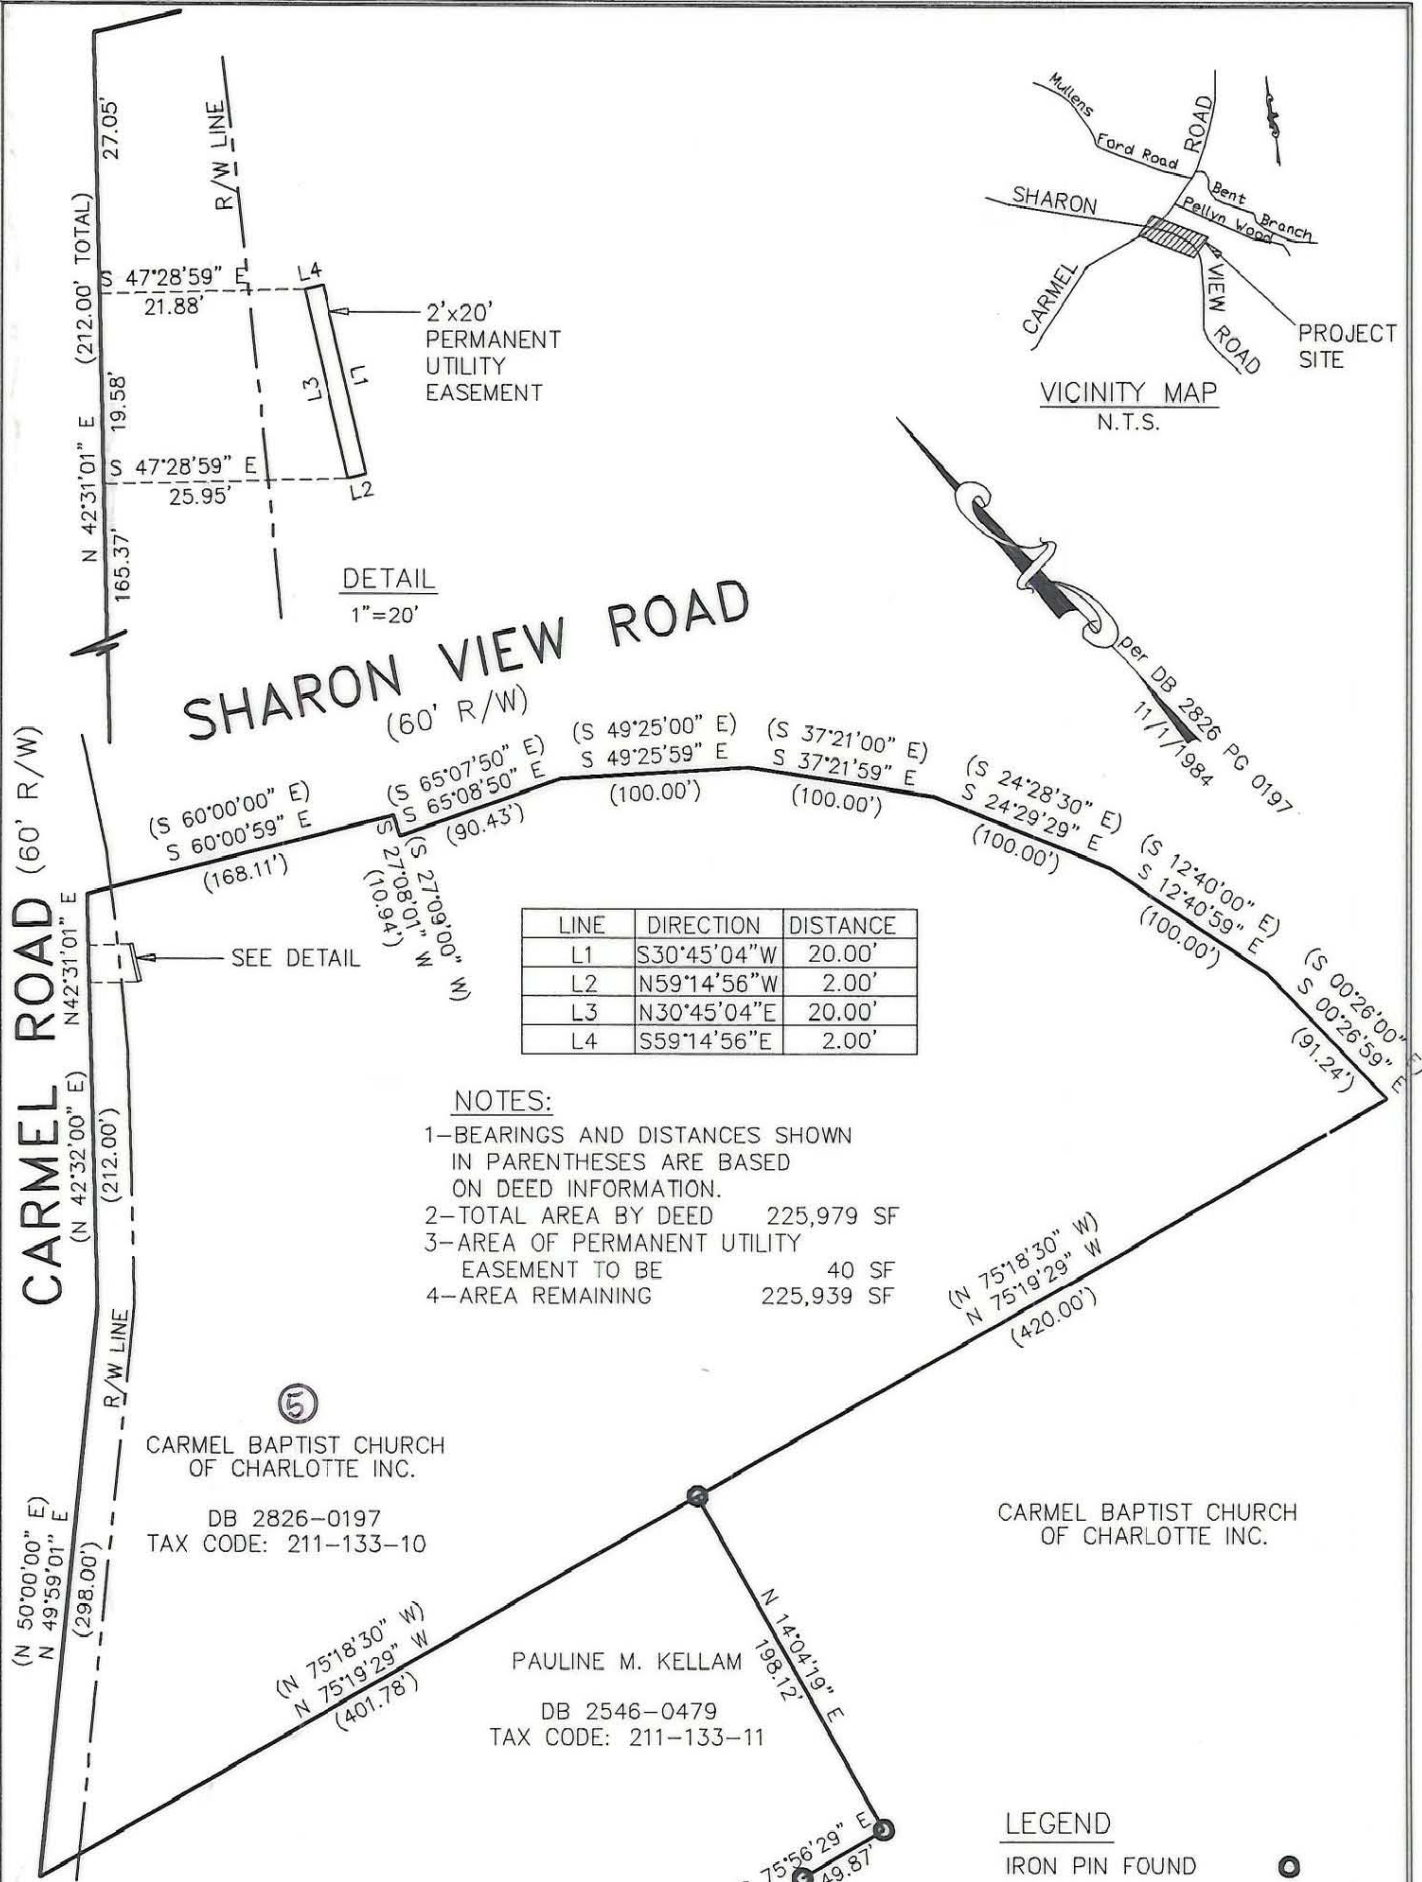 27.05'
R/W LINE
(212.00' TOTAL)
S 47°28'59" E
21.88'
L4
2'x20'
PERMANENT
UTILITY
EASEMENT
L1
L3
19.58'
N 42°31'01" E
S 47°28'59" E
25.95'
L2
165.37'
DETAIL
1"=20'
Mullens
Ford Road
ROAD
SHARON
Bent Branch
Pellyn Wood
CARMEL
VIEW
ROAD
PROJECT
SITE
VICINITY MAP
N.T.S.
per DB 2826 PG 0197
11/1/1984
SHARON VIEW ROAD
(60' R/W)
CARMEL ROAD (60' R/W)
(S 60°00'00" E)
S 60°00'59" E
(168.11')
S 27°08'01" W
(S 27°09'00" W)
(10.94')
(S 65°07'50" E)
S 65°08'50" E
(90.43')
(S 49°25'00" E)
S 49°25'59" E
(100.00')
(S 37°21'00" E)
S 37°21'59" E
(100.00')
(S 24°28'30" E)
S 24°29'29" E
(100.00')
(S 12°40'00" E)
S 12°40'59" E
(100.00')
(S 00°26'00" E)
S 00°26'59" E
(91.24')
N42°31'01" E
SEE DETAIL
(N 42°32'00" E)
(212.00')
LINE DIRECTION DISTANCE
L1 S30°45'04"W 20.00'
L2 N59°14'56"W 2.00'
L3 N30°45'04"E 20.00'
L4 S59°14'56"E 2.00'
NOTES:
1-BEARINGS AND DISTANCES SHOWN
IN PARENTHESES ARE BASED
ON DEED INFORMATION.
2-TOTAL AREA BY DEED 225,979 SF
3-AREA OF PERMANENT UTILITY
EASEMENT TO BE 40 SF
4-AREA REMAINING 225,939 SF
(N 75°18'30" W)
N 75°19'29" W
(420.00')
R/W LINE
5
CARMEL BAPTIST CHURCH
OF CHARLOTTE INC.
DB 2826-0197
TAX CODE: 211-133-10
CARMEL BAPTIST CHURCH
OF CHARLOTTE INC.
(N 50°00'00" E)
N 49°59'01" E
(298.00')
(N 75°18'30" W)
N 75°19'29" W
(401.78')
PAULINE M. KELLAM
DB 2546-0479
TAX CODE: 211-133-11
N 14°04'19" E
198.12'
75°56'29" E
49.87'
LEGEND
IRON PIN FOUND